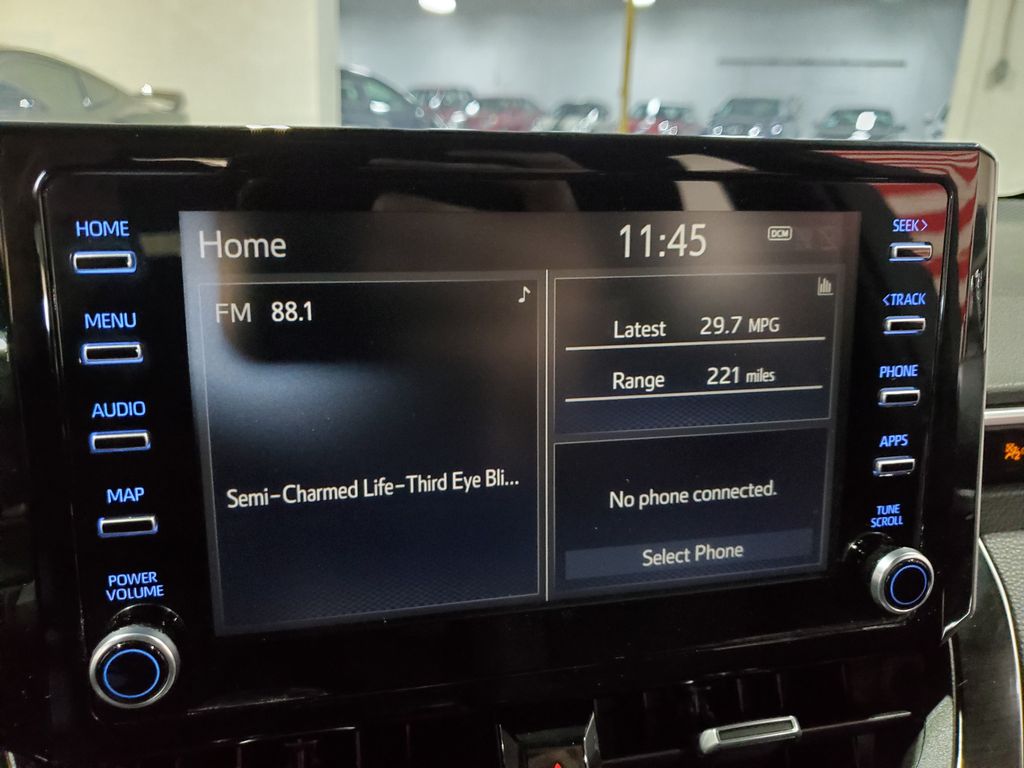 HOME
MENU
AUDIO
MAP
POWER
VOLUME
Home
11:45
DCM
FM 88.1
Semi-Charmed Life-Third Eye Bli...
Latest 29.7 MPG
Range 221 miles
No phone connected.
Select Phone
SEEK>
<TRACK
PHONE
APPS
TUNE
SCROLL